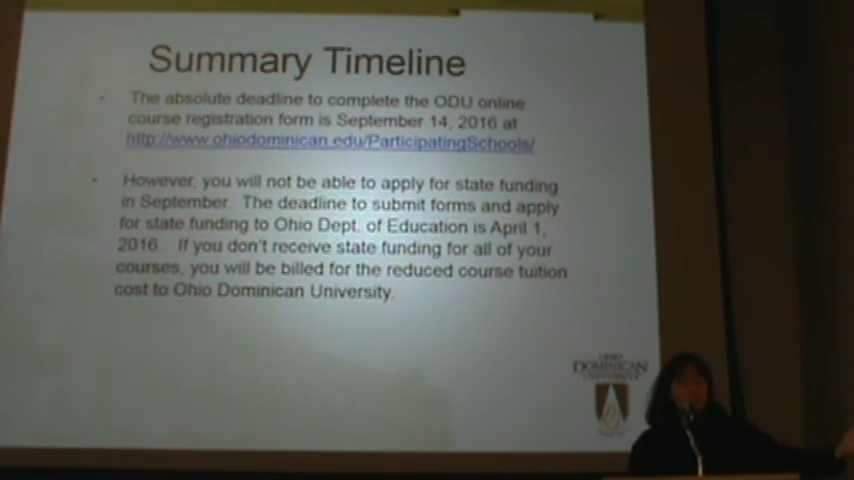 Summary Timeline
- The absolute deadline to complete the ODU online
course registration form is September 14, 2016 at
http://www.ohiodominican.edu/ParticipatingSchools/
- However, you will not be able to apply for state funding
in September. The deadline to submit forms and apply
for state funding to Ohio Dept. of Education is April 1,
2016. If you don't receive state funding for all of your
courses, you will be billed for the reduced course tuition
cost to Ohio Dominican University.
OHIO
DOMINICAN
UNIVERSITY